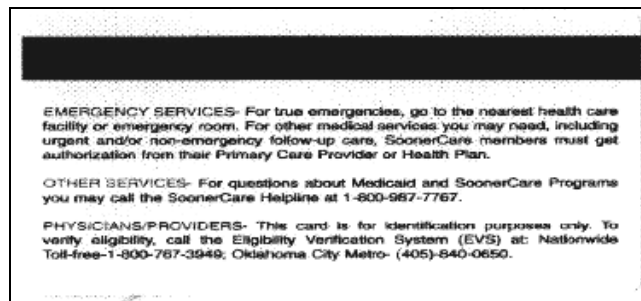 EMERGENCY SERVICES- For true emergencies, go to the nearest health care
facility or emergency room. For other medical services you may need, including
urgent and/or non-emergency follow-up care, SoonerCare members must get
authorization from their Primary Care Provider or Health Plan.
OTHER SERVICES- For questions about Medicaid and SoonerCare Programs
you may call the SoonerCare Helpline at 1-800-987-7767.
PHYSICIANS/PROVIDERS- This card is for identification purposes only. To
verify eligibility, call the Eligibility Verification System (EVS) at: Nationwide
Toll-free-1-800-767-3949; Oklahoma City Metro- (405)-840-0650.